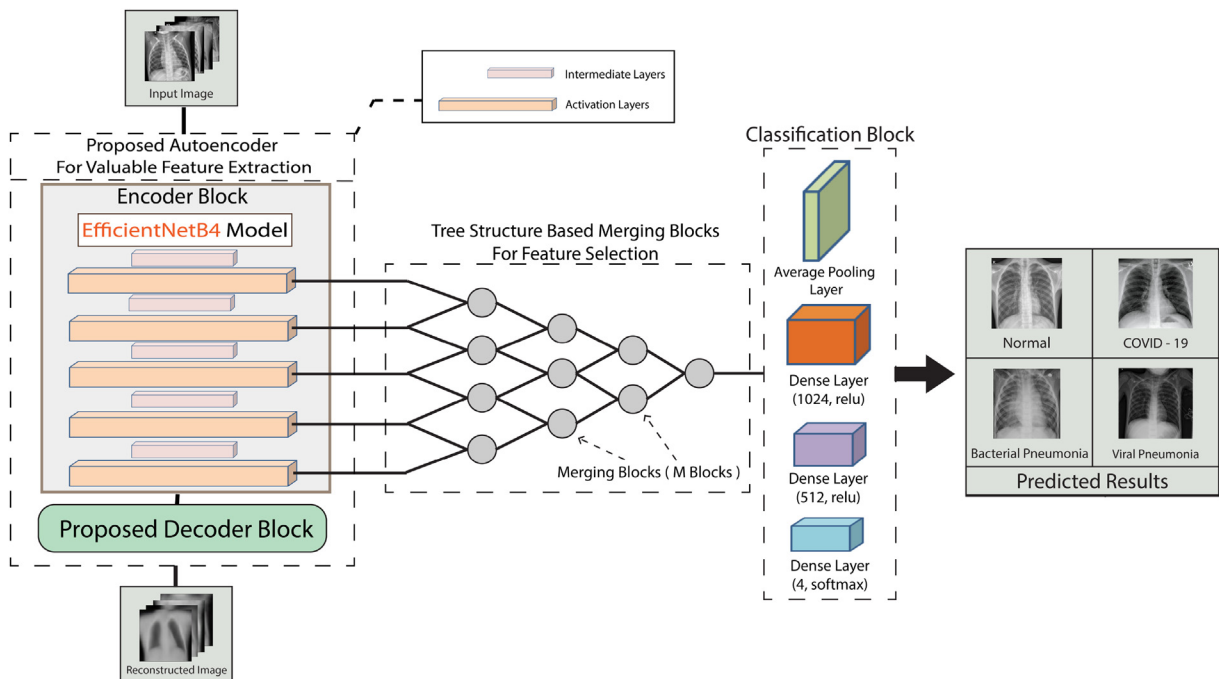 Input Image
Intermediate Layers
Activation Layers
Proposed Autoencoder
For Valuable Feature Extraction
Encoder Block
EfficientNetB4 Model
Proposed Decoder Block
Reconstructed Image
Tree Structure Based Merging Blocks
For Feature Selection
Merging Blocks ( M Blocks )
Classification Block
Average Pooling
Layer
Dense Layer
(1024, relu)
Dense Layer
(512, relu)
Dense Layer
(4, softmax)
Normal
COVID - 19
Bacterial Pneumonia
Viral Pneumonia
Predicted Results